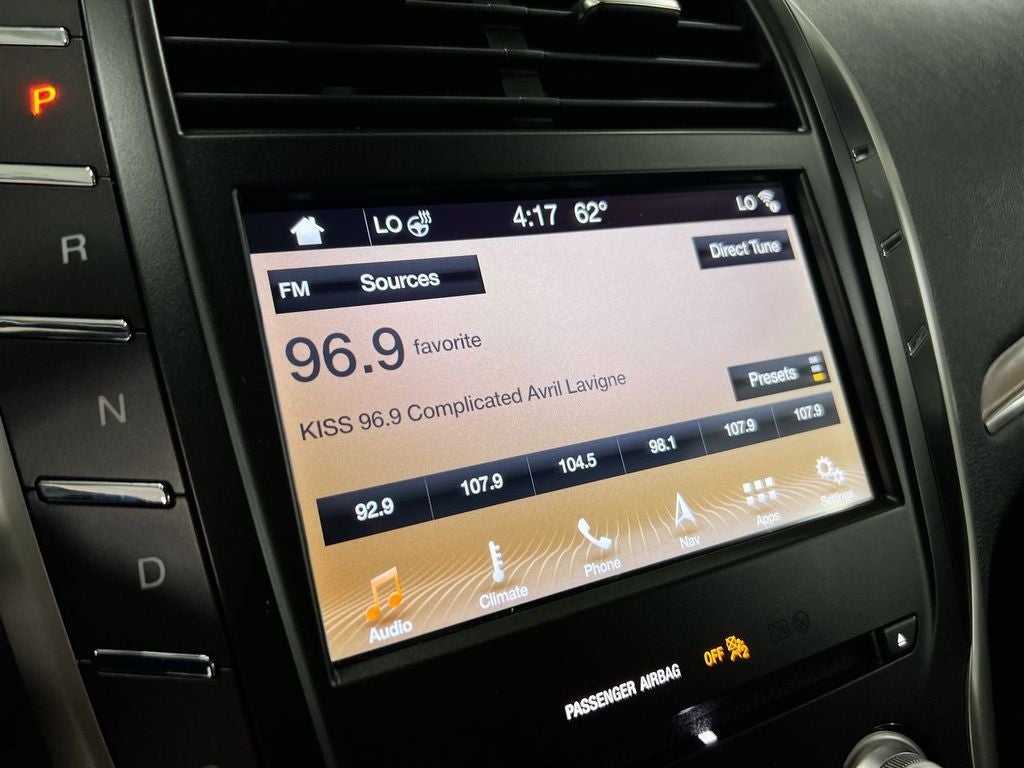 P
R
N
D
LO 4:17 62° LO
FM Sources
Direct Tune
96.9 favorite
KISS 96.9 Complicated Avril Lavigne
Presets
92.9 107.9 104.5 98.1 107.9 107.9
Audio Climate Phone Nav Apps Settings
PASSENGER AIRBAG OFF